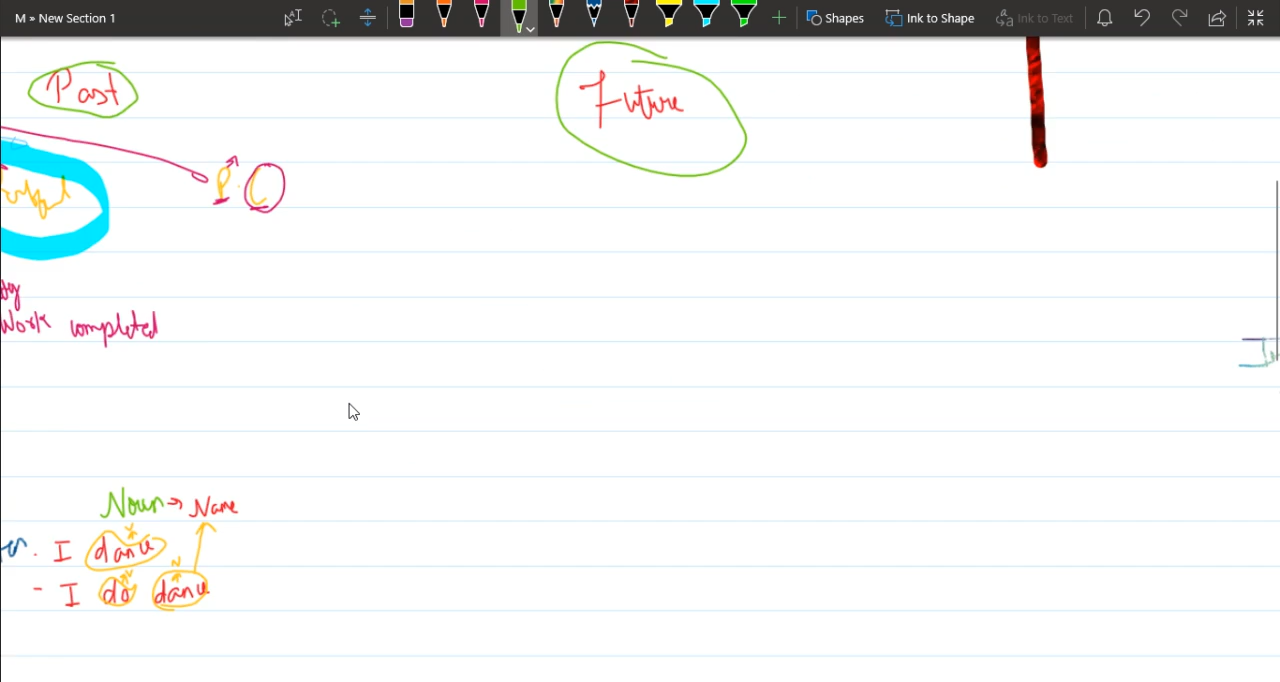 M » New Section 1
Shapes
Ink to Shape
Ink to Text
Past
Future
P. C
Work completed
Noun → Name
I dance
V
- I do dance
V
N